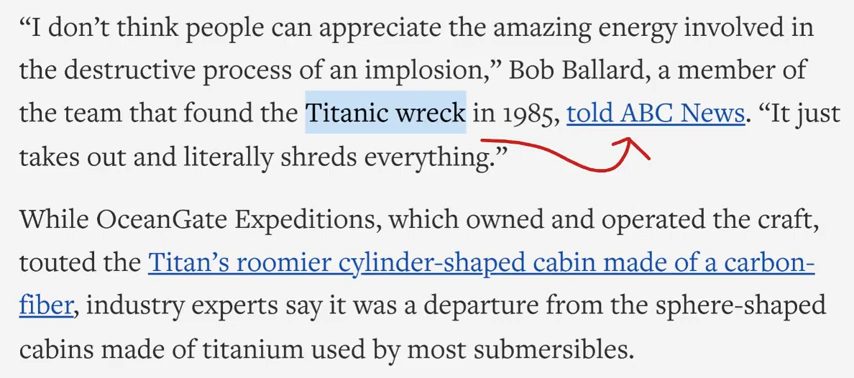 “I don’t think people can appreciate the amazing energy involved in
the destructive process of an implosion,” Bob Ballard, a member of
the team that found the Titanic wreck in 1985, told ABC News. “It just
takes out and literally shreds everything.”
While OceanGate Expeditions, which owned and operated the craft,
touted the Titan’s roomier cylinder-shaped cabin made of a carbon-
fiber, industry experts say it was a departure from the sphere-shaped
cabins made of titanium used by most submersibles.